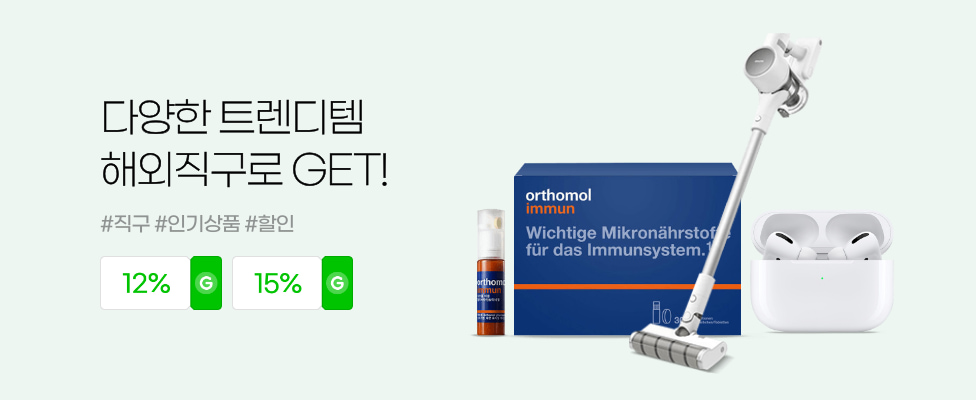 다양한 트렌디템
해외직구로 GET!
#직구 #인기상품 #할인
12% G
15% G
orthomol
immun
Wichtige Mikronährstoffe
für das Immunsystem.
orthomol
immun